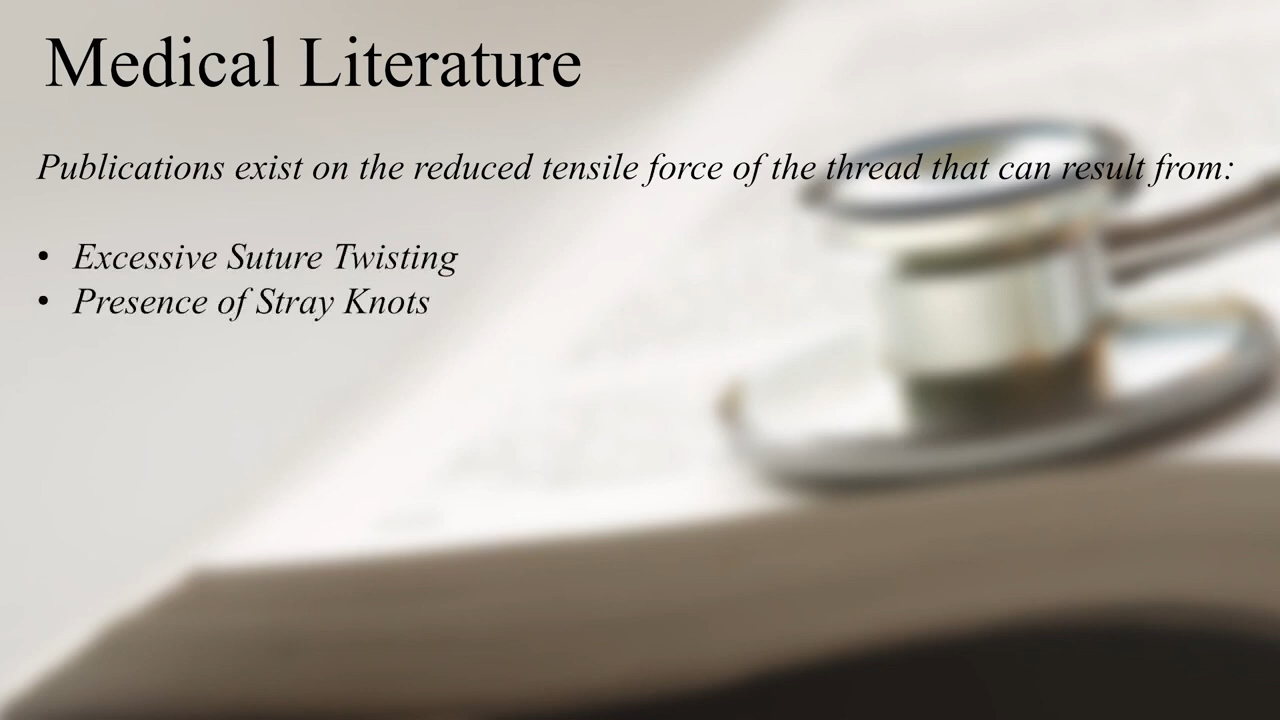 Medical Literature
Publications exist on the reduced tensile force of the thread that can result from:
• Excessive Suture Twisting
• Presence of Stray Knots